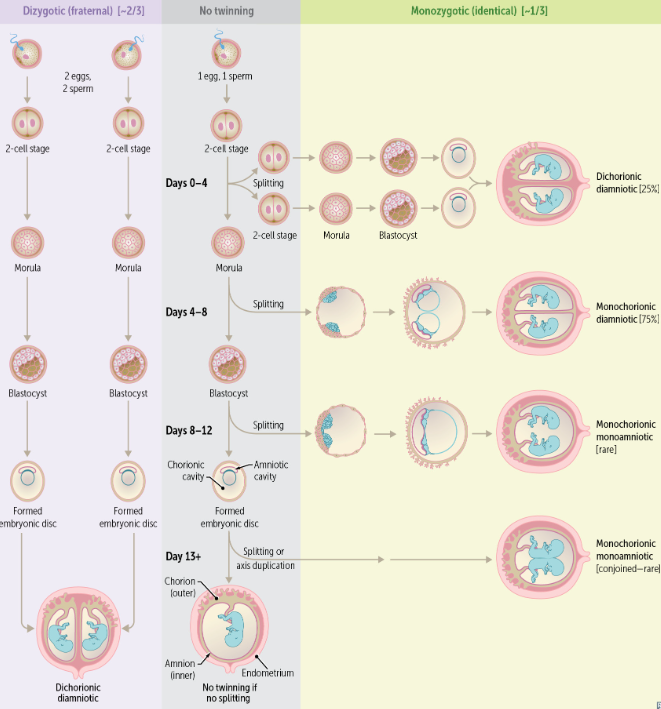 Dizygotic (fraternal) [~2/3]
No twinning
Monozygotic (identical) [~1/3]
2 eggs,
2 sperm
1 egg, 1 sperm
2-cell stage
2-cell stage
2-cell stage
Days 0–4
Splitting
2-cell stage
Morula
Blastocyst
Dichorionic
diamniotic [25%]
Morula
Morula
Morula
Days 4–8
Splitting
Monochorionic
diamniotic [75%]
Blastocyst
Blastocyst
Blastocyst
Days 8–12
Splitting
Monochorionic
monoamniotic
[rare]
Chorionic
cavity
Amniotic
cavity
Formed
embryonic disc
Formed
embryonic disc
Formed
embryonic disc
Day 13+
Splitting or
axis duplication
Monochorionic
monoamniotic
[conjoined–rare]
Chorion
(outer)
Amnion
(inner)
Endometrium
Dichorionic
diamniotic
No twinning if
no splitting